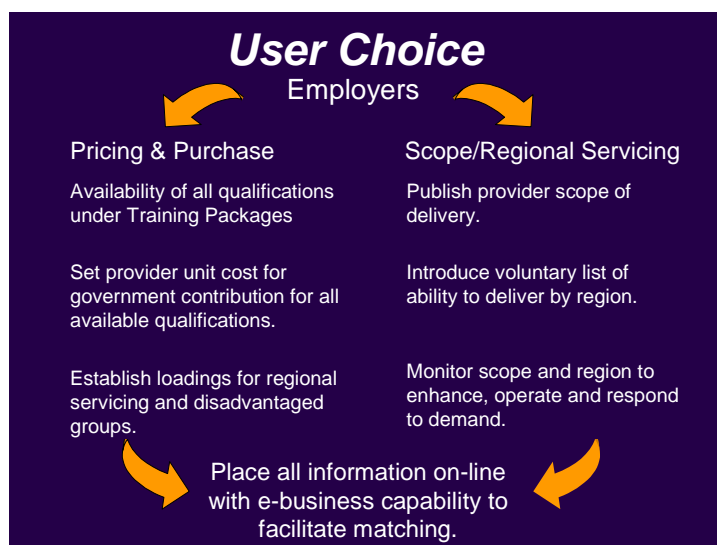 User Choice
Employers
Pricing & Purchase
Availability of all qualifications
under Training Packages
Set provider unit cost for
government contribution for all
available qualifications.
Establish loadings for regional
servicing and disadvantaged
groups.
Scope/Regional Servicing
Publish provider scope of
delivery.
Introduce voluntary list of
ability to deliver by region.
Monitor scope and region to
enhance, operate and respond
to demand.
Place all information on-line
with e-business capability to
facilitate matching.